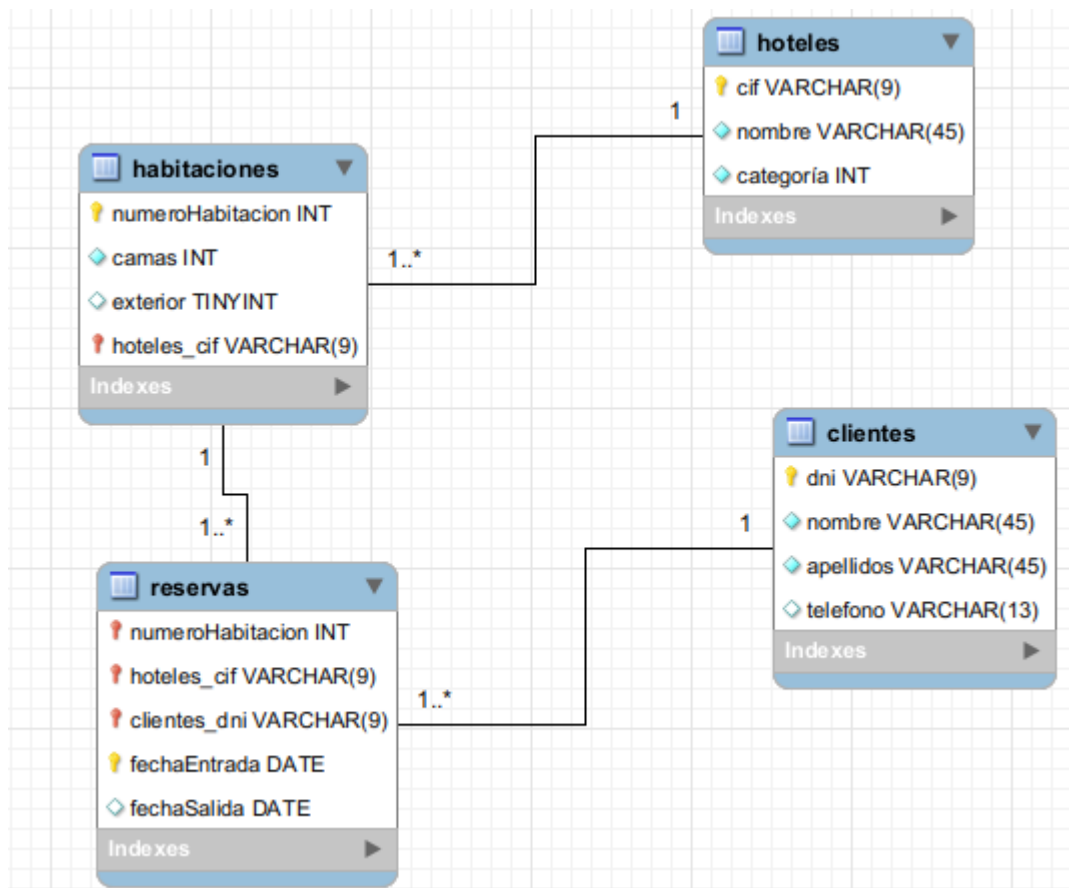 hoteles
cif VARCHAR(9)
nombre VARCHAR(45)
categoría INT
Indexes
1
1..*
habitaciones
numeroHabitacion INT
camas INT
exterior TINYINT
hoteles_cif VARCHAR(9)
Indexes
1
1..*
clientes
dni VARCHAR(9)
nombre VARCHAR(45)
apellidos VARCHAR(45)
telefono VARCHAR(13)
Indexes
1
1..*
reservas
numeroHabitacion INT
hoteles_cif VARCHAR(9)
clientes_dni VARCHAR(9)
fechaEntrada DATE
fechaSalida DATE
Indexes